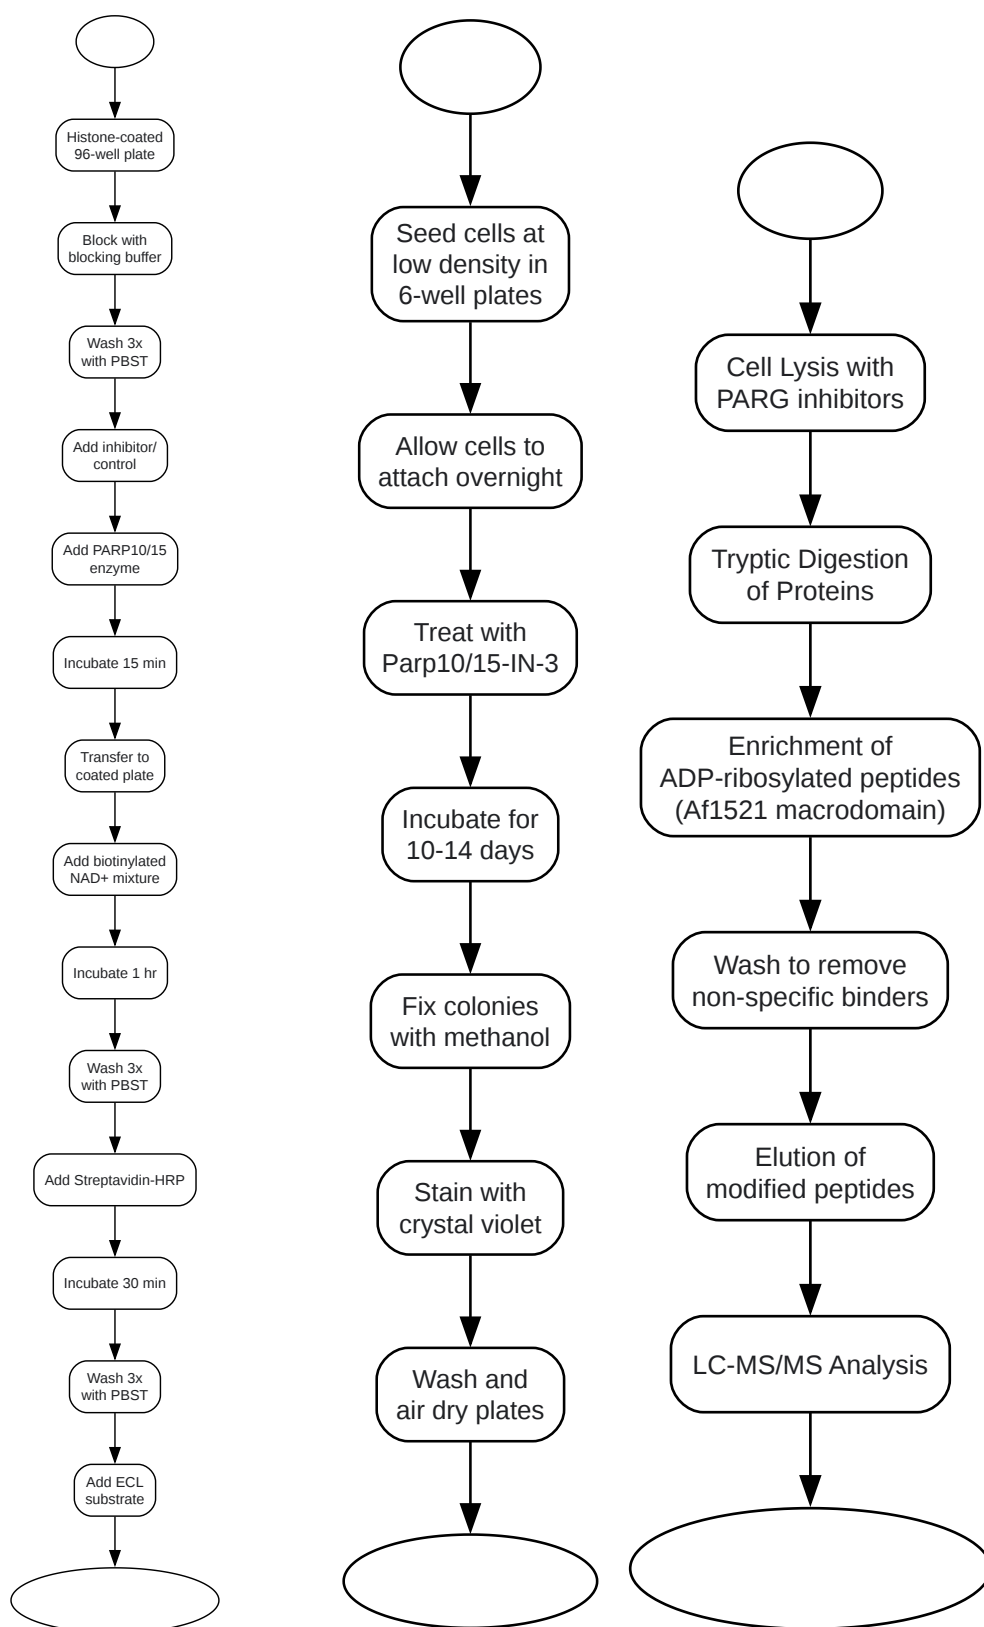 Histone-coated
96-well plate
Block with
blocking buffer
Wash 3x
with PBST
Add inhibitor/
control
Add PARP10/15
enzyme
Incubate 15 min
Transfer to
coated plate
Add biotinylated
NAD+ mixture
Incubate 1 hr
Wash 3x
with PBST
Add Streptavidin-HRP
Incubate 30 min
Wash 3x
with PBST
Add ECL
substrate
Seed cells at
low density in
6-well plates
Allow cells to
attach overnight
Treat with
Parp10/15-IN-3
Incubate for
10-14 days
Fix colonies
with methanol
Stain with
crystal violet
Wash and
air dry plates
Cell Lysis with
PARG inhibitors
Tryptic Digestion
of Proteins
Enrichment of
ADP-ribosylated peptides
(Af1521 macrodomain)
Wash to remove
non-specific binders
Elution of
modified peptides
LC-MS/MS Analysis